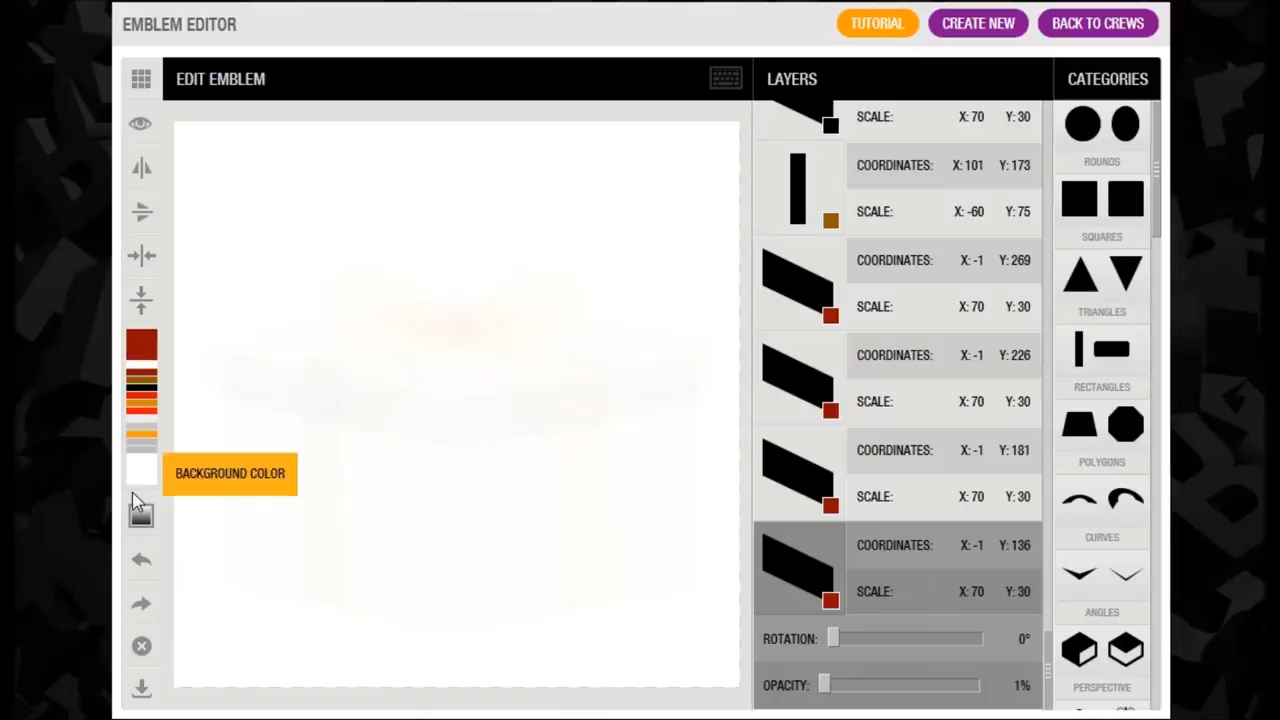 EMBLEM EDITOR
TUTORIAL
CREATE NEW
BACK TO CREWS
EDIT EMBLEM
LAYERS
CATEGORIES
SCALE: X: 70 Y: 30
COORDINATES: X: 101 Y: 173
SCALE: X: -60 Y: 75
COORDINATES: X: -1 Y: 269
SCALE: X: 70 Y: 30
COORDINATES: X: -1 Y: 226
SCALE: X: 70 Y: 30
COORDINATES: X: -1 Y: 181
SCALE: X: 70 Y: 30
COORDINATES: X: -1 Y: 136
SCALE: X: 70 Y: 30
ROTATION: 0°
OPACITY: 1%
BACKGROUND COLOR
ROUNDS
SQUARES
TRIANGLES
RECTANGLES
POLYGONS
CURVES
ANGLES
PERSPECTIVE